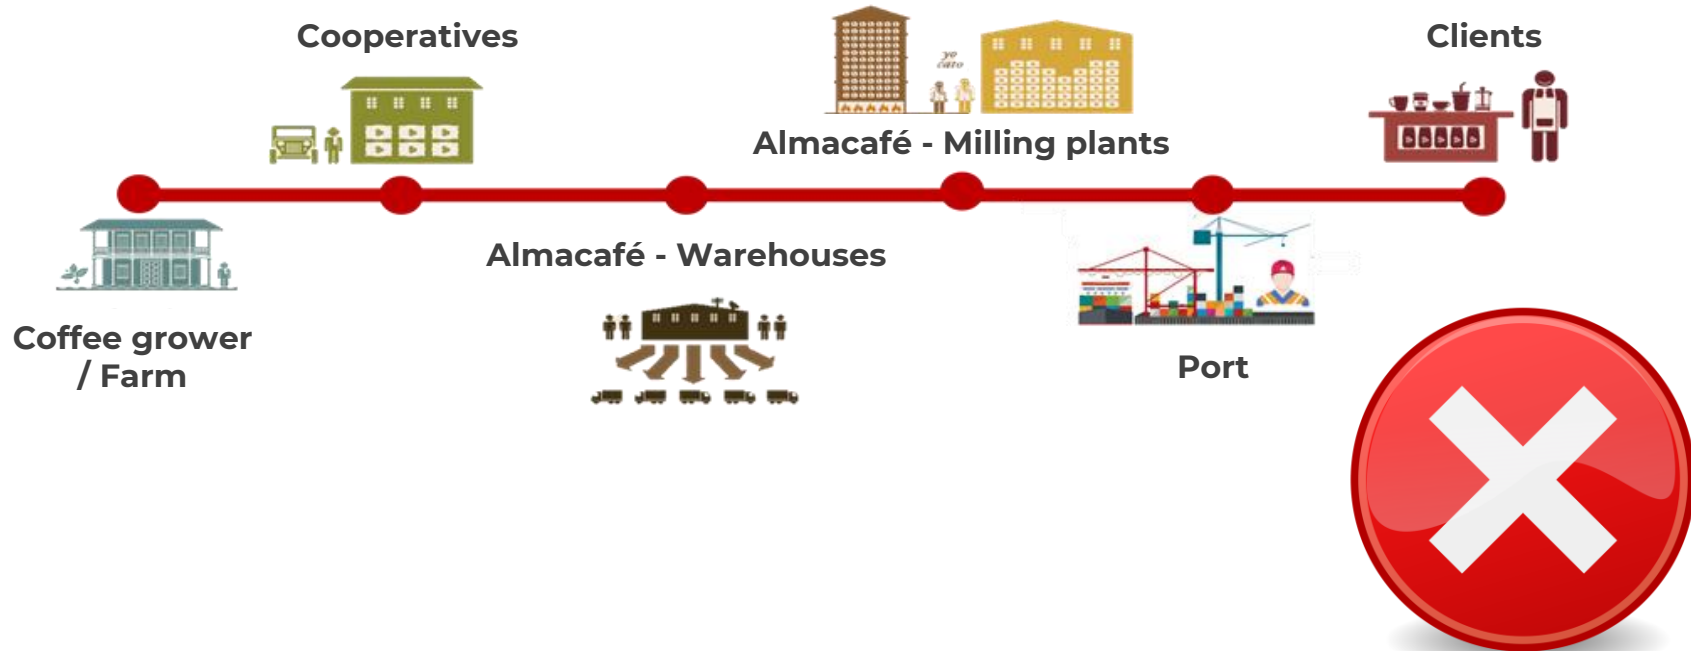 Cooperatives
Clients
Almacafé - Milling plants
Almacafé - Warehouses
Coffee grower
/ Farm
Port